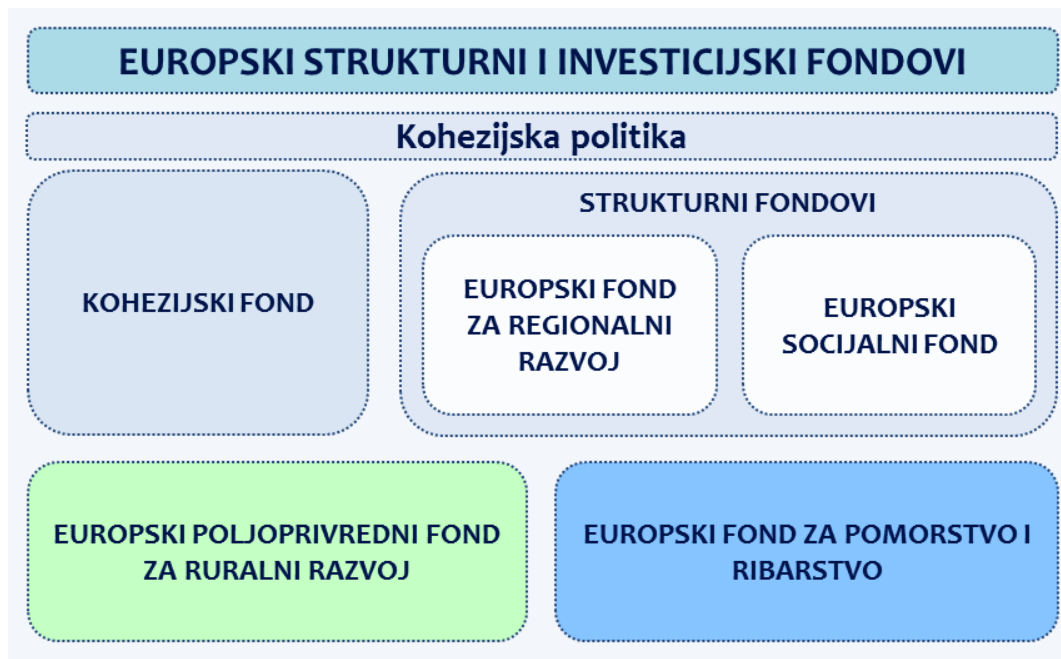 EUROPSKI STRUKTURNI I INVESTICIJSKI FONDOVI
Kohezijska politika
KOHEZIJSKI FOND
STRUKTURNI FONDOVI
EUROPSKI FOND
ZA REGIONALNI
RAZVOJ
EUROPSKI
SOCIJALNI FOND
EUROPSKI POLJOPRIVREDNI FOND
ZA RURALNI RAZVOJ
EUROPSKI FOND ZA POMORSTVO I
RIBARSTVO